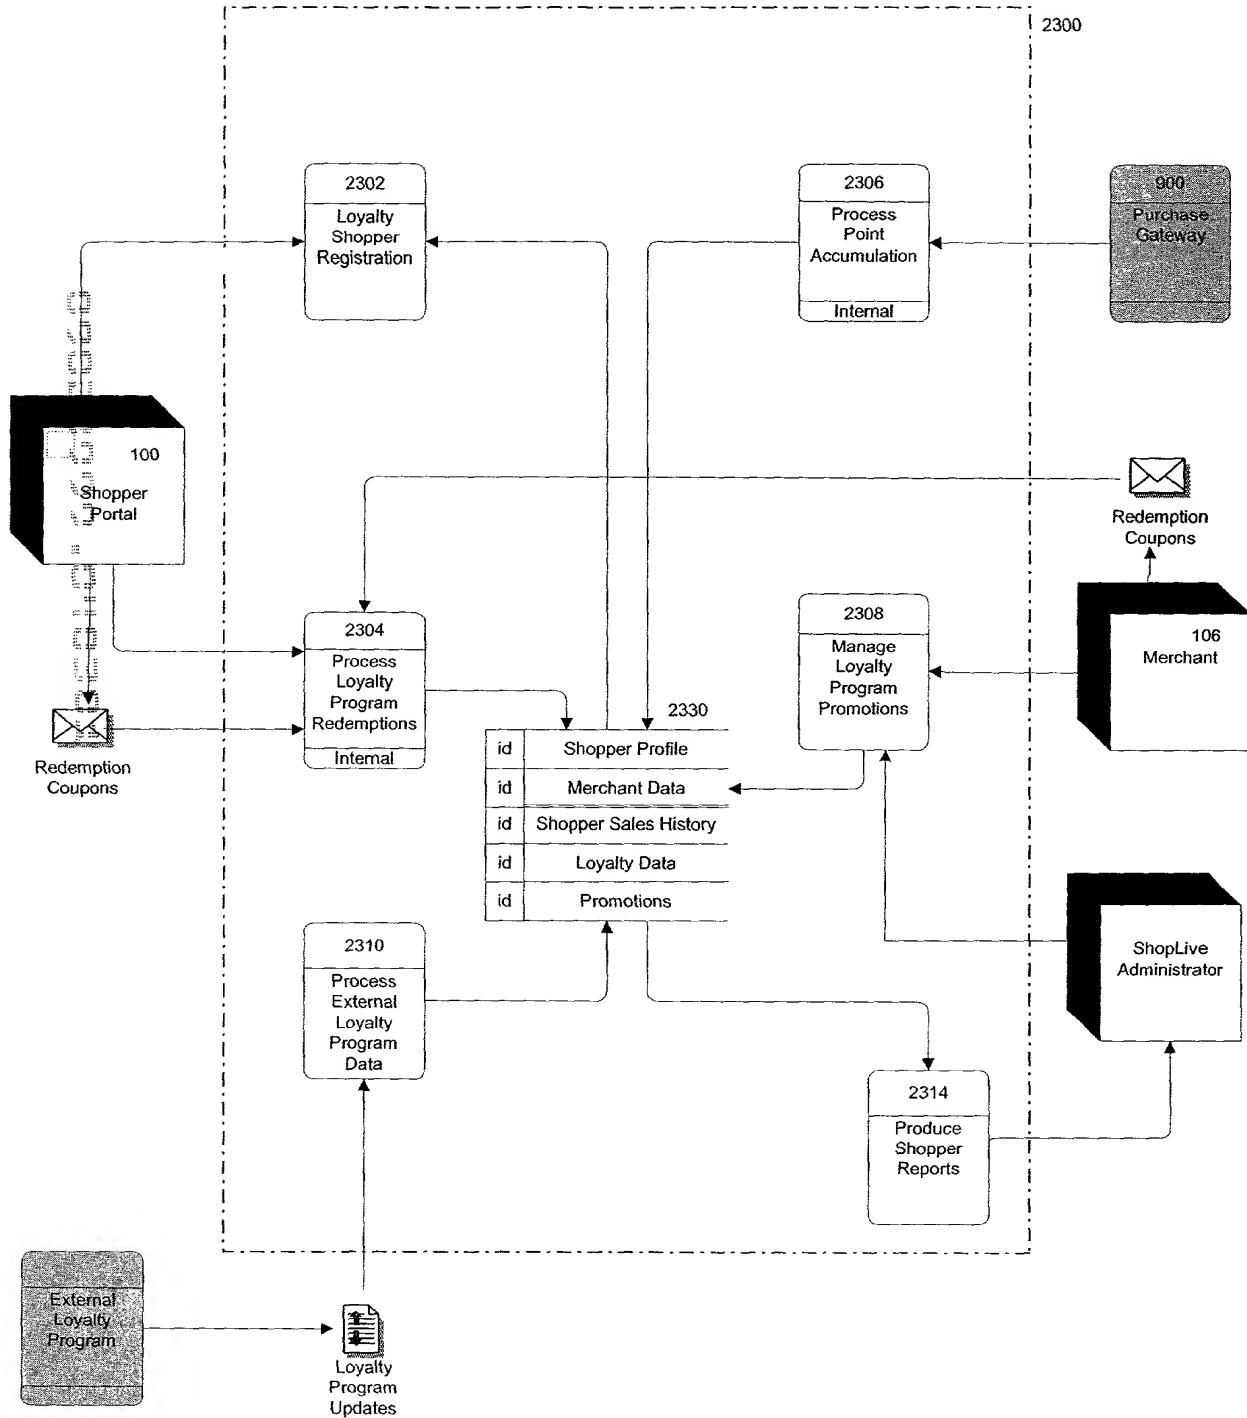 2300
2302
Loyalty
Shopper
Registration
2306
Process
Point
Accumulation
Internal
900
Purchase
Gateway
100
Shopper
Portal
Redemption
Coupons
106
Merchant
2304
Process
Loyalty
Program
Redemptions
Internal
2308
Manage
Loyalty
Program
Promotions
Redemption
Coupons
2330
id Shopper Profile
id Merchant Data
id Shopper Sales History
id Loyalty Data
id Promotions
ShopLive
Administrator
2310
Process
External
Loyalty
Program
Data
2314
Produce
Shopper
Reports
External
Loyalty
Program
Loyalty
Program
Updates